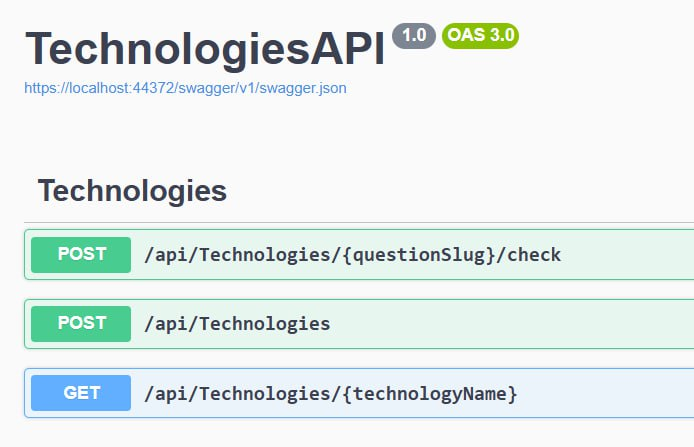 TechnologiesAPI 1.0 OAS 3.0
https://localhost:44372/swagger/v1/swagger.json
Technologies
POST /api/Technologies/{questionSlug}/check
POST /api/Technologies
GET /api/Technologies/{technologyName}